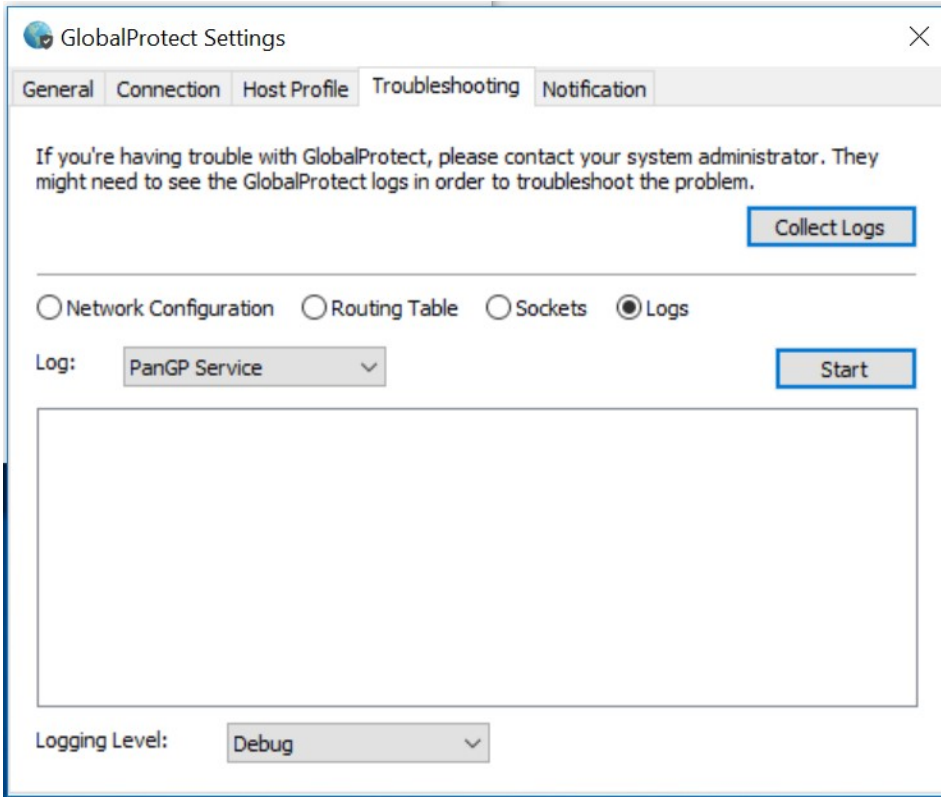 GlobalProtect Settings
General Connection Host Profile Troubleshooting Notification
If you're having trouble with GlobalProtect, please contact your system administrator. They
might need to see the GlobalProtect logs in order to troubleshoot the problem.
Collect Logs
Network Configuration Routing Table Sockets Logs
Log: PanGP Service Start
Logging Level: Debug